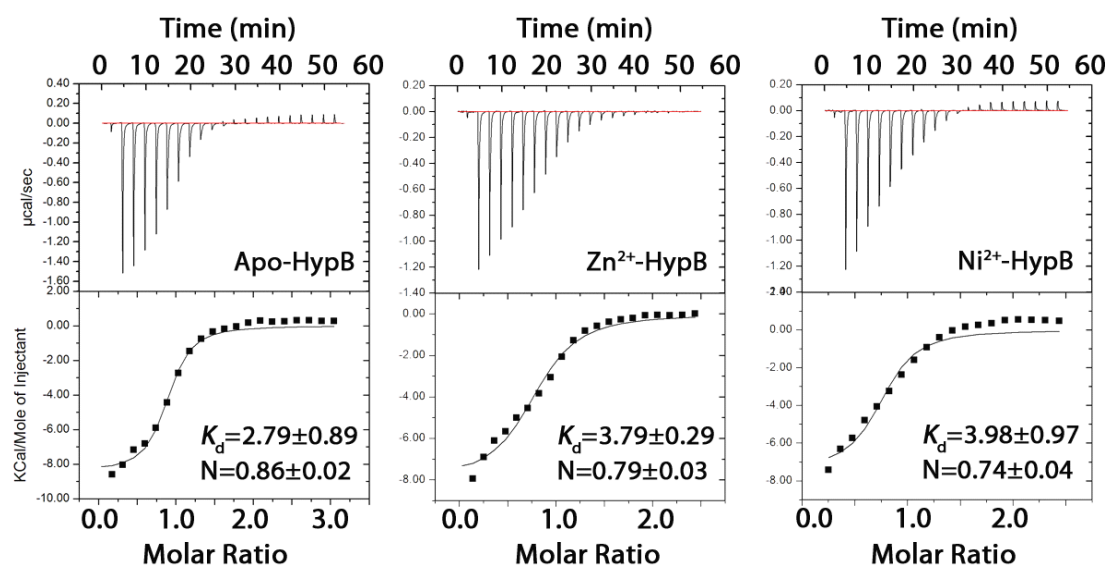 Time (min)
0 10 20 30 40 50 60
0.40
0.20
0.00
-0.20
-0.40
-0.60
-0.80
-1.00
-1.20
-1.40
-1.60
µcal/sec
Apo-HypB
2.00
0.00
-2.00
-4.00
-6.00
-8.00
-10.00
KCal/Mole of Injectant
Kd=2.79±0.89
N=0.86±0.02
0.0 1.0 2.0 3.0
Molar Ratio
Time (min)
0 10 20 30 40 50 60
0.20
0.00
-0.20
-0.40
-0.60
-0.80
-1.00
-1.20
-1.40
Zn2+-HypB
0.00
-2.00
-4.00
-6.00
-8.00
Kd=3.79±0.29
N=0.79±0.03
0.0 1.0 2.0
Molar Ratio
Time (min)
0 10 20 30 40 50 60
0.20
0.00
-0.20
-0.40
-0.60
-0.80
-1.00
-1.20
Ni2+-HypB
0.00
-2.00
-4.00
-6.00
-8.00
Kd=3.98±0.97
N=0.74±0.04
0.0 1.0 2.0
Molar Ratio